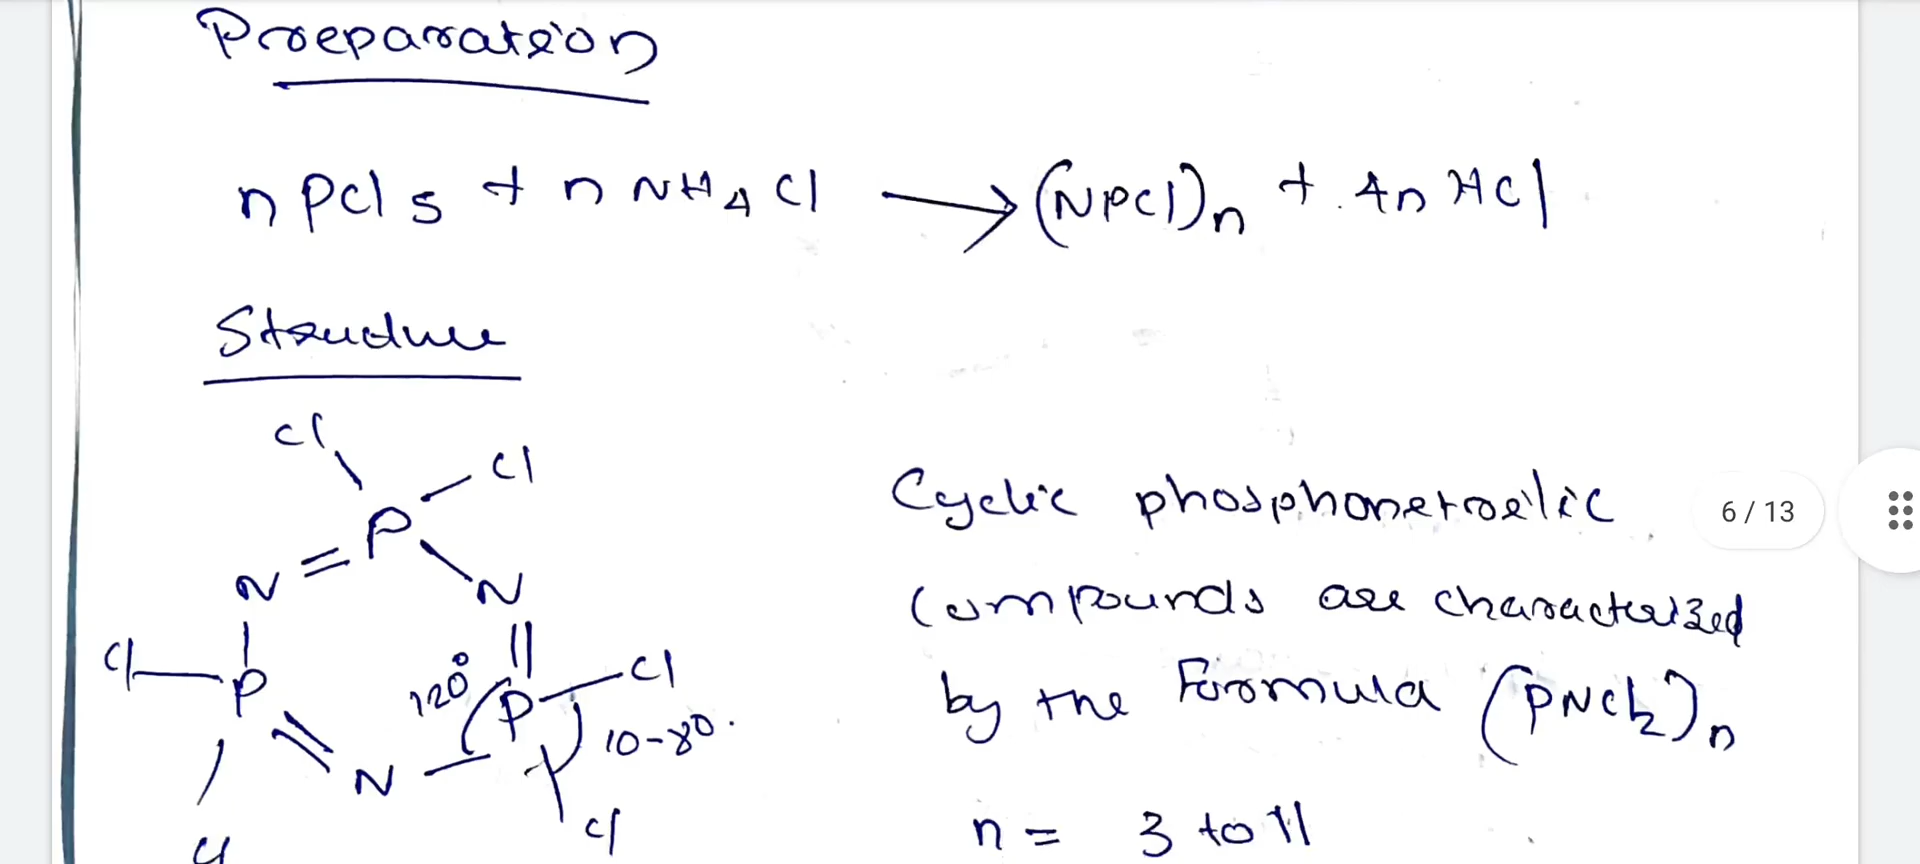 Preparation
n PCl5 + n NH4Cl → (NPCl)n + 4n HCl
Structure
Cl
Cl
P
N = N
Cl P 120° P Cl
10-80.
N
Cl
Cl
Cyclic phosphonetroelic
compounds are characterized
by the Formula (PNCl2)n
n = 3 to 11
6 / 13